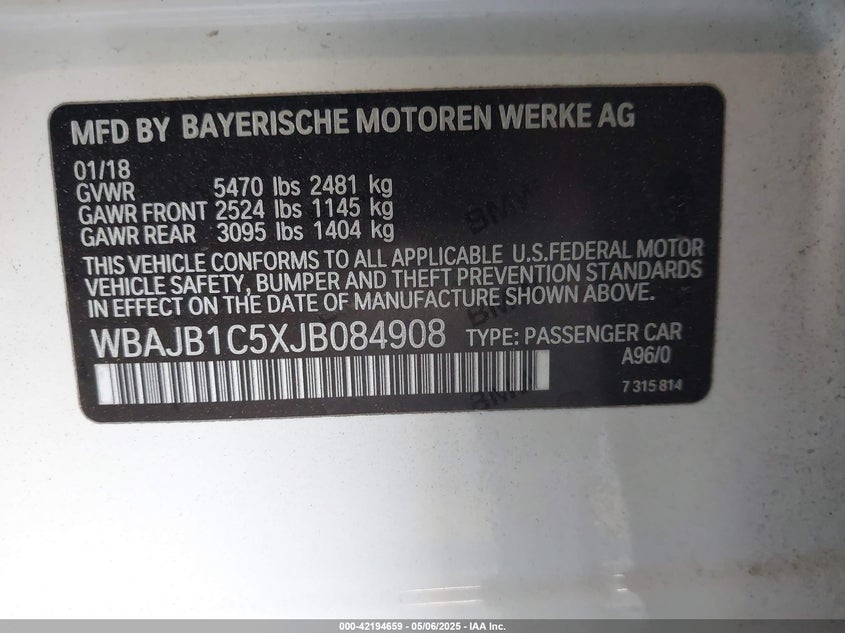 MFD BY BAYERISCHE MOTOREN WERKE AG
01/18
GVWR 5470 lbs 2481 kg
GAWR FRONT 2524 lbs 1145 kg
GAWR REAR 3095 lbs 1404 kg
THIS VEHICLE CONFORMS TO ALL APPLICABLE U.S.FEDERAL MOTOR
VEHICLE SAFETY, BUMPER AND THEFT PREVENTION STANDARDS
IN EFFECT ON THE DATE OF MANUFACTURE SHOWN ABOVE.
WBAJB1C5XJB084908 TYPE: PASSENGER CAR
A96/0
7 315 814
BMW
BMW
BMW
000-42194659 - 05/06/2025 - IAA Inc.